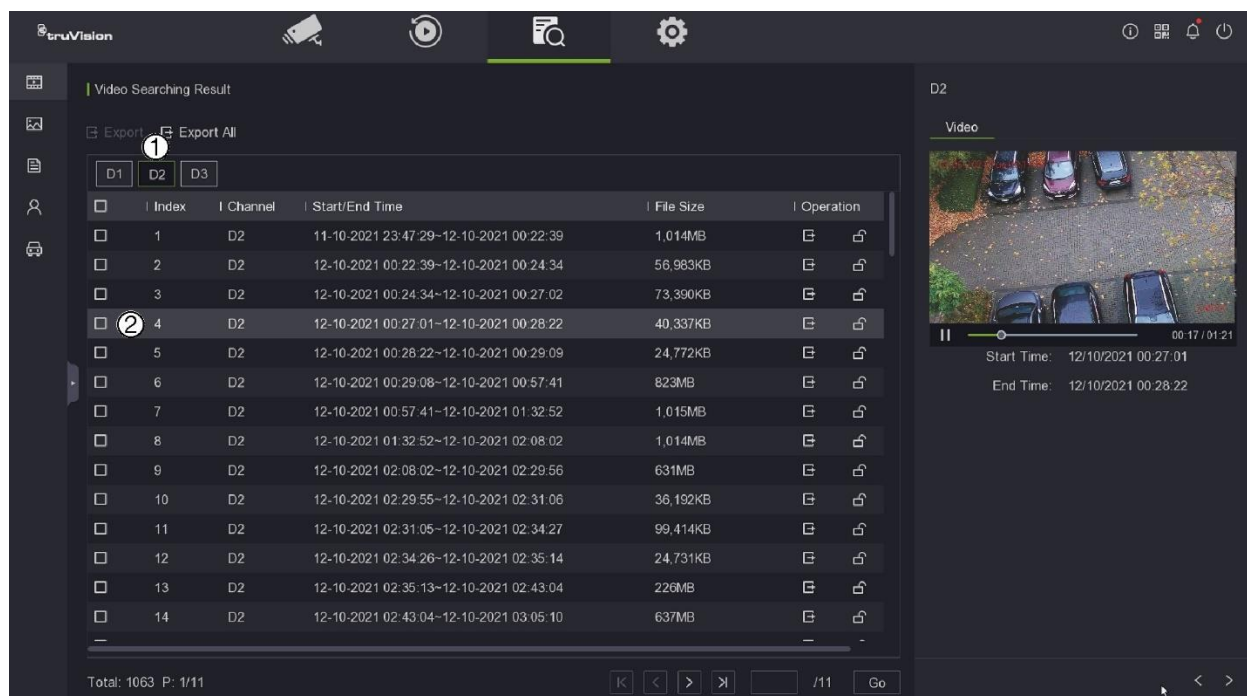 truVision
Video Searching Result
D2
Export Export All
Video
①
D1 D2 D3
Index Channel Start/End Time File Size Operation
1 D2 11-10-2021 23:47:29~12-10-2021 00:22:39 1,014MB
2 D2 12-10-2021 00:22:39~12-10-2021 00:24:34 56,983KB
3 D2 12-10-2021 00:24:34~12-10-2021 00:27:02 73,390KB
② 4 D2 12-10-2021 00:27:01~12-10-2021 00:28:22 40,337KB
5 D2 12-10-2021 00:28:22~12-10-2021 00:29:09 24,772KB
6 D2 12-10-2021 00:29:08~12-10-2021 00:57:41 823MB
7 D2 12-10-2021 00:57:41~12-10-2021 01:32:52 1,015MB
8 D2 12-10-2021 01:32:52~12-10-2021 02:08:02 1,014MB
9 D2 12-10-2021 02:08:02~12-10-2021 02:29:56 631MB
10 D2 12-10-2021 02:29:55~12-10-2021 02:31:06 36,192KB
11 D2 12-10-2021 02:31:05~12-10-2021 02:34:27 99,414KB
12 D2 12-10-2021 02:34:26~12-10-2021 02:35:14 24,731KB
13 D2 12-10-2021 02:35:13~12-10-2021 02:43:04 226MB
14 D2 12-10-2021 02:43:04~12-10-2021 03:05:10 637MB
00:17 / 01:21
Start Time: 12/10/2021 00:27:01
End Time: 12/10/2021 00:28:22
Total: 1063 P: 1/11
/11 Go